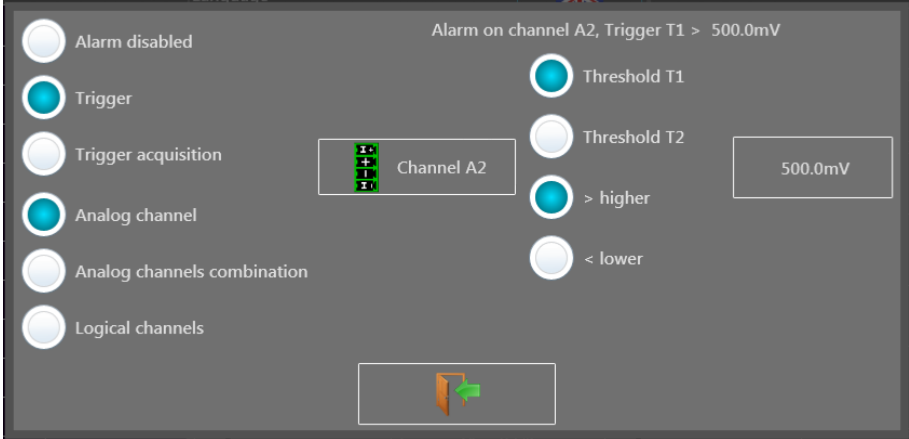 Alarm on channel A2, Trigger T1 > 500.0mV
Alarm disabled
Trigger
Trigger acquisition
Analog channel
Analog channels combination
Logical channels
Channel A2
Threshold T1
Threshold T2
> higher
< lower
500.0mV